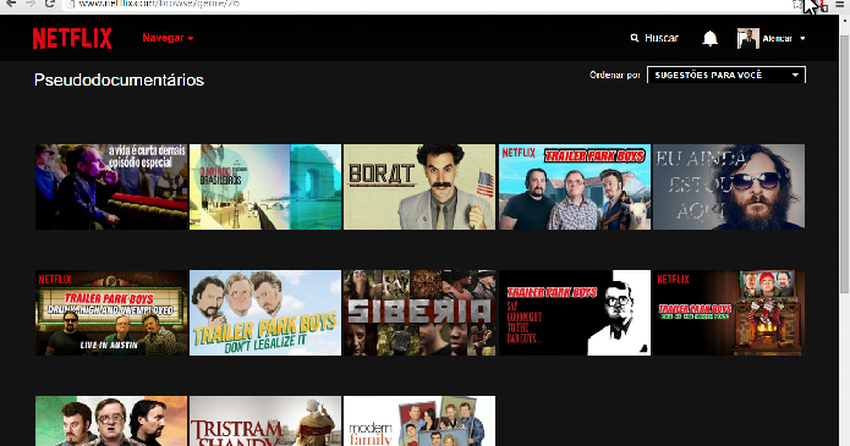 www.netflix.com/browse/genre/26
NETFLIX
Navegar
Buscar
Alencar
Pseudodocumentários
Ordenar por
SUGESTÕES PARA VOCÊ
a vida é curta demais
episódio especial
O MUNDO
BRASILEIROS
BORAT
NETFLIX
TRAILER PARK BOYS
EU AINDA
ESTOU
AQUI
NETFLIX
TRAILER PARK BOYS
DRUNK, HIGH AND UNEMPLOYED
LIVE IN AUSTIN
TRAILER PARK BOYS
DON'T LEGALIZE IT
SIBERIA
TRAILER PARK BOYS
SAY
GOODNIGHT
TO THE
BAD GUYS...
NETFLIX
TRAILER PARK BOYS
TRISTRAM
SHANDY
modern
family